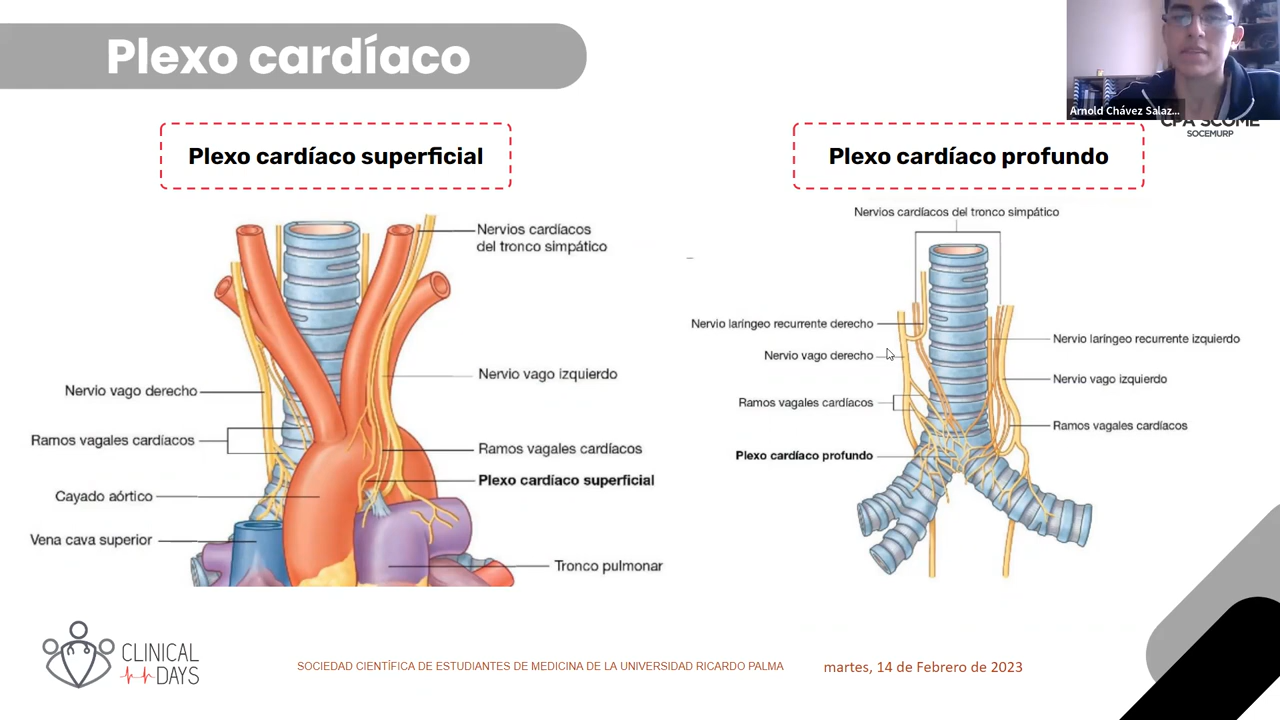 Plexo cardíaco
Arnold Chávez Salaz...
CPA SCOME
SOCEMURP
Plexo cardíaco superficial
Plexo cardíaco profundo
Nervios cardíacos
del tronco simpático
Nervio vago izquierdo
Nervio vago derecho
Ramos vagales cardíacos
Ramos vagales cardíacos
Plexo cardíaco superficial
Cayado aórtico
Vena cava superior
Tronco pulmonar
Nervios cardíacos del tronco simpático
Nervio laríngeo recurrente derecho
Nervio laríngeo recurrente izquierdo
Nervio vago derecho
Nervio vago izquierdo
Ramos vagales cardíacos
Ramos vagales cardíacos
Plexo cardíaco profundo
CLINICAL
DAYS
SOCIEDAD CIENTÍFICA DE ESTUDIANTES DE MEDICINA DE LA UNIVERSIDAD RICARDO PALMA
martes, 14 de Febrero de 2023